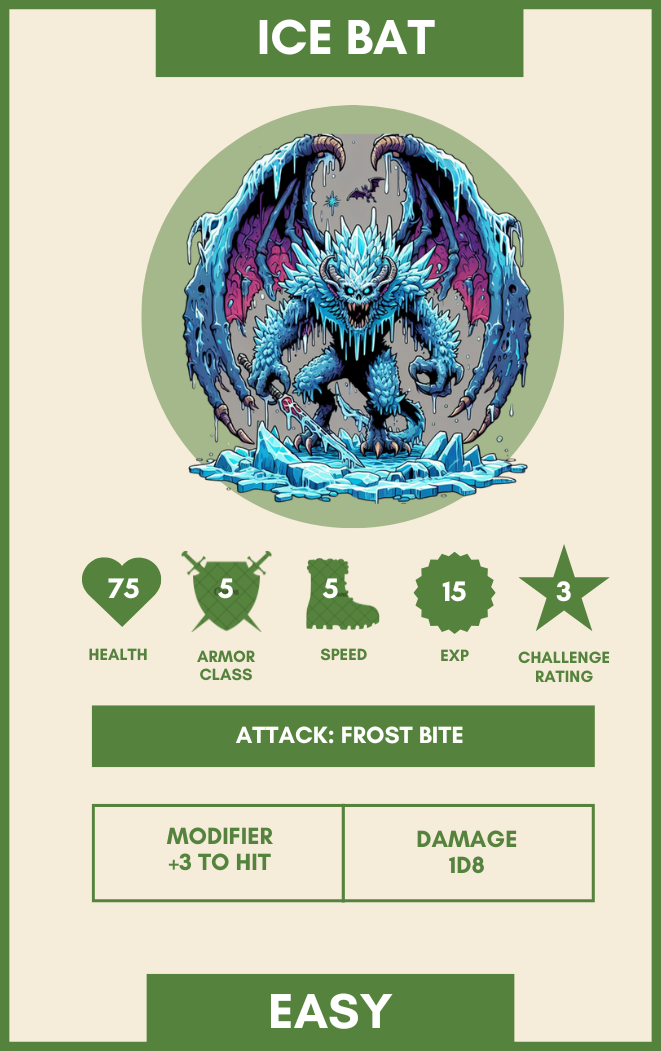 ICE BAT
75
5
5
15
3
HEALTH
ARMOR
CLASS
SPEED
EXP
CHALLENGE
RATING
ATTACK: FROST BITE
MODIFIER
+3 TO HIT
DAMAGE
1D8
EASY